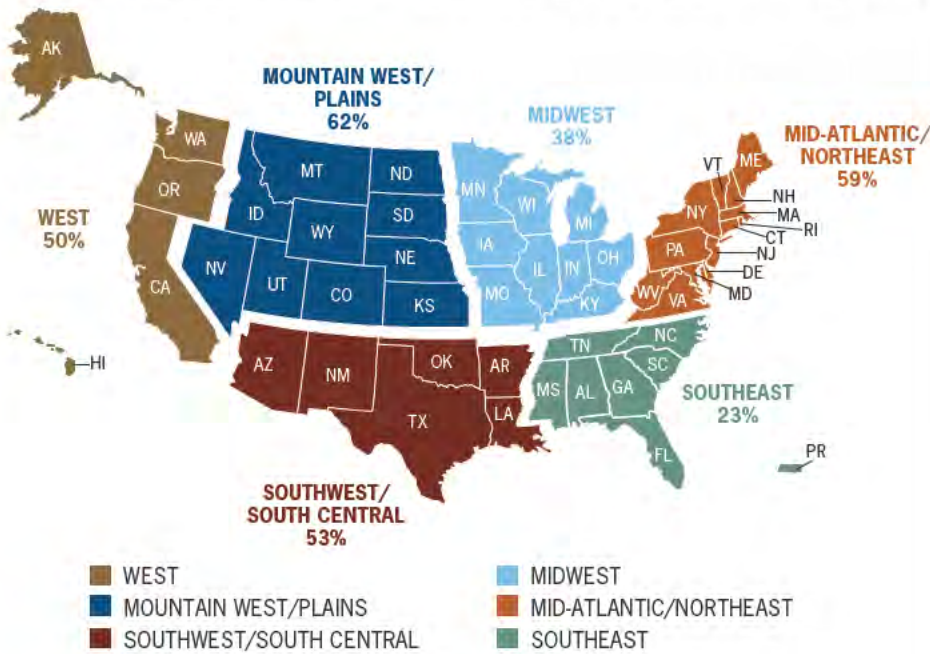 AK
MOUNTAIN WEST/
PLAINS
62%
MIDWEST
38%
MID-ATLANTIC/
NORTHEAST
59%
WEST
50%
WA
OR
CA
HI
MT
ND
ID
WY
SD
NE
NV
UT
CO
KS
MN
WI
MI
IA
IL
IN
OH
MO
KY
VT
ME
NH
NY
MA
RI
CT
PA
NJ
DE
MD
WV
VA
AZ
NM
OK
AR
TX
LA
TN
NC
SC
MS
AL
GA
FL
SOUTHEAST
23%
PR
SOUTHWEST/
SOUTH CENTRAL
53%
WEST
MOUNTAIN WEST/PLAINS
SOUTHWEST/SOUTH CENTRAL
MIDWEST
MID-ATLANTIC/NORTHEAST
SOUTHEAST